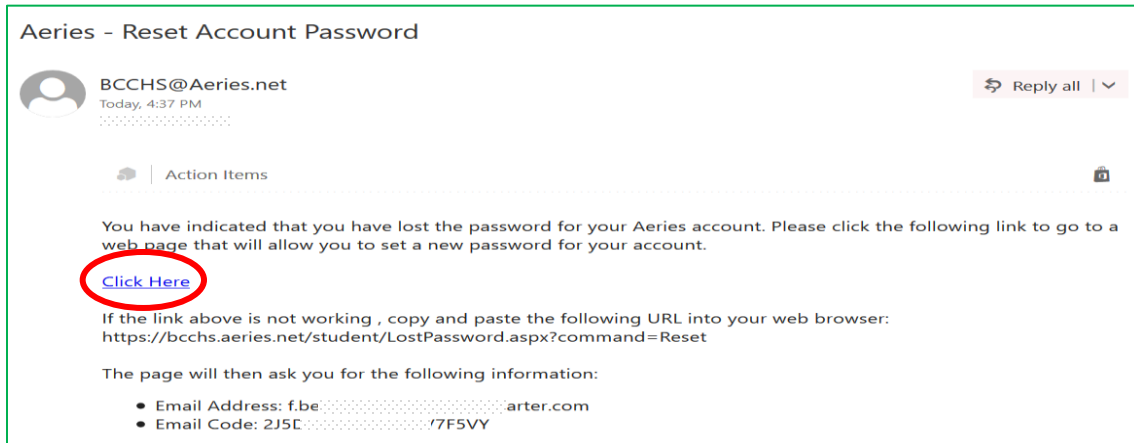 Aeries - Reset Account Password
BCCHS@Aeries.net
Today, 4:37 PM
Reply all
Action Items
You have indicated that you have lost the password for your Aeries account. Please click the following link to go to a
web page that will allow you to set a new password for your account.
Click Here
If the link above is not working , copy and paste the following URL into your web browser:
https://bcchs.aeries.net/student/LostPassword.aspx?command=Reset
The page will then ask you for the following information:
• Email Address: f.be arter.com
• Email Code: 2J5 7F5VY